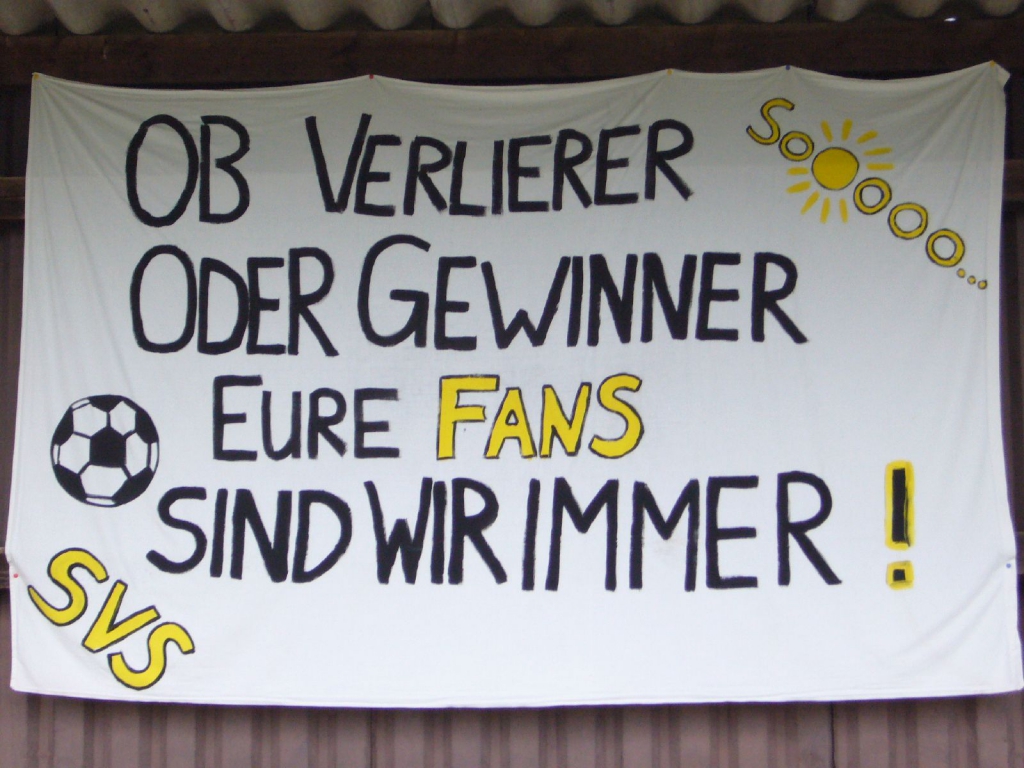 OB VERLIERER
ODER GEWINNER
EURE FANS
SIND WIR IMMER !
Sooooo...
SVS